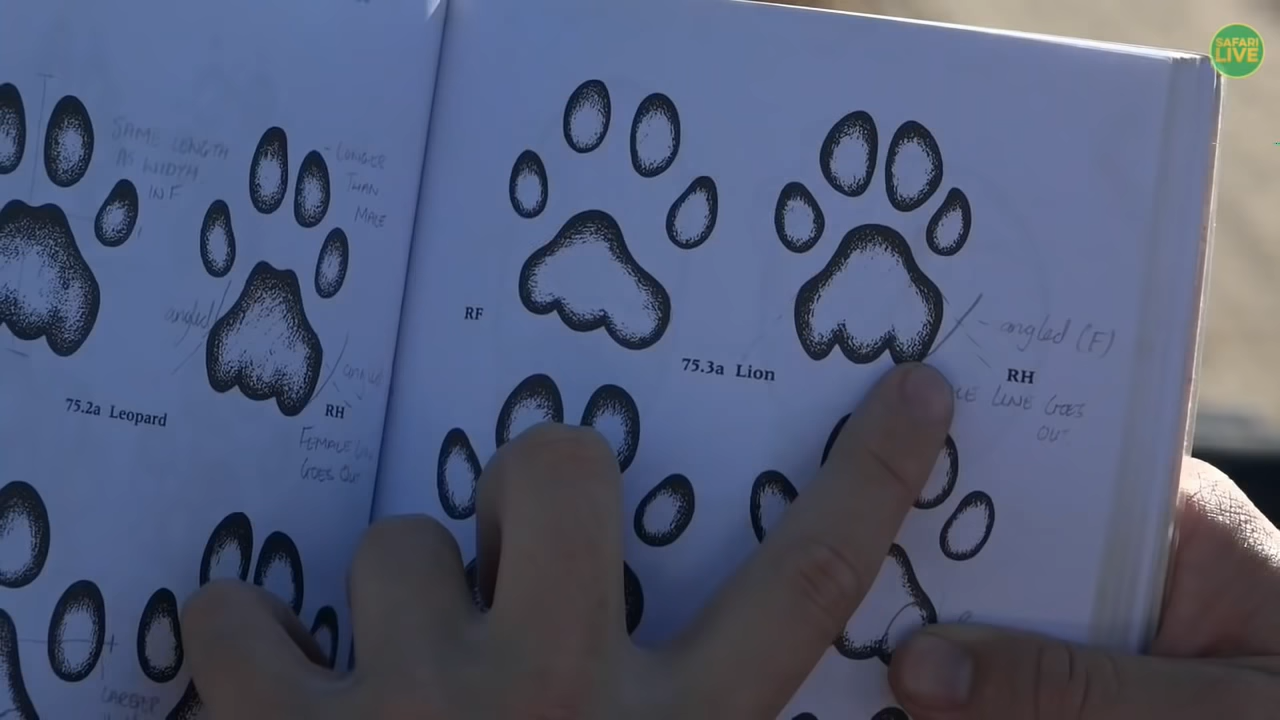 SAFARI
LIVE
SAME LENGTH
AS WIDTH
IN F
- LONGER
THAN
MALE
angled
RH
75.2a Leopard
FEMALE
GOES OUT
LARGER
RF
75.3a Lion
RH
- angled (F)
LINE GOES
OUT